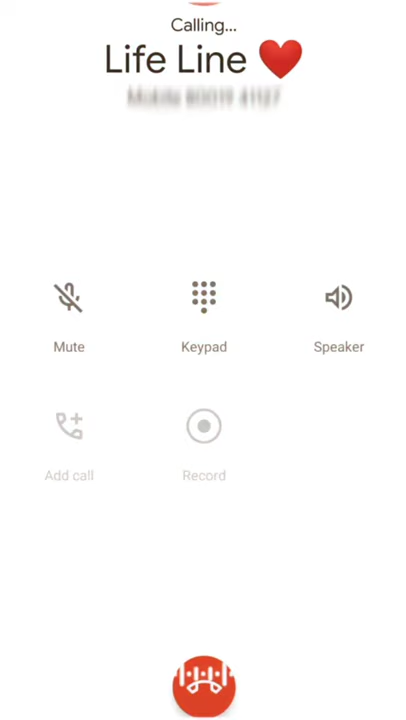 Calling...
Life Line ❤️
Mute
Keypad
Speaker
Add call
Record